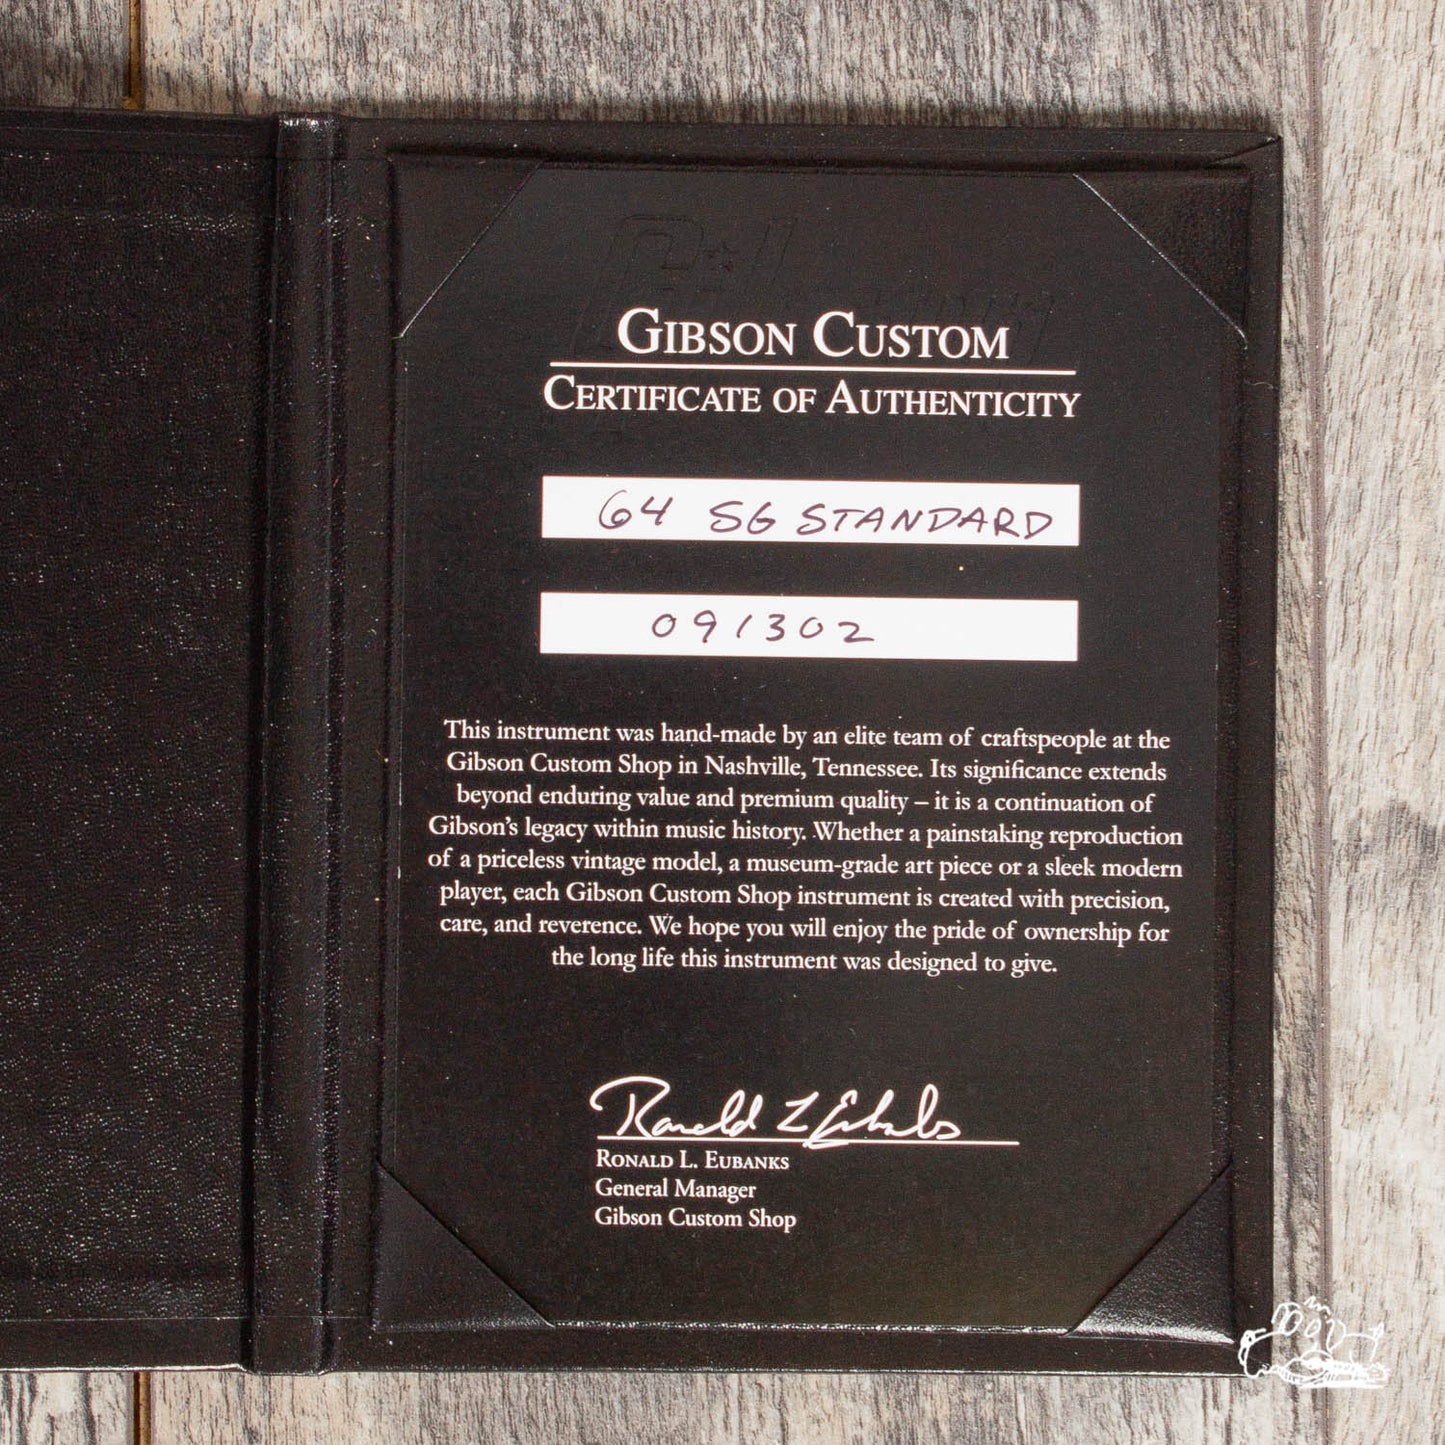 GIBSON CUSTOM
CERTIFICATE OF AUTHENTICITY
64 SG STANDARD
091302
This instrument was hand-made by an elite team of craftspeople at the
Gibson Custom Shop in Nashville, Tennessee. Its significance extends
beyond enduring value and premium quality – it is a continuation of
Gibson's legacy within music history. Whether a painstaking reproduction
of a priceless vintage model, a museum-grade art piece or a sleek modern
player, each Gibson Custom Shop instrument is created with precision,
care, and reverence. We hope you will enjoy the pride of ownership for
the long life this instrument was designed to give.
Ronald L Eubanks
RONALD L. EUBANKS
General Manager
Gibson Custom Shop